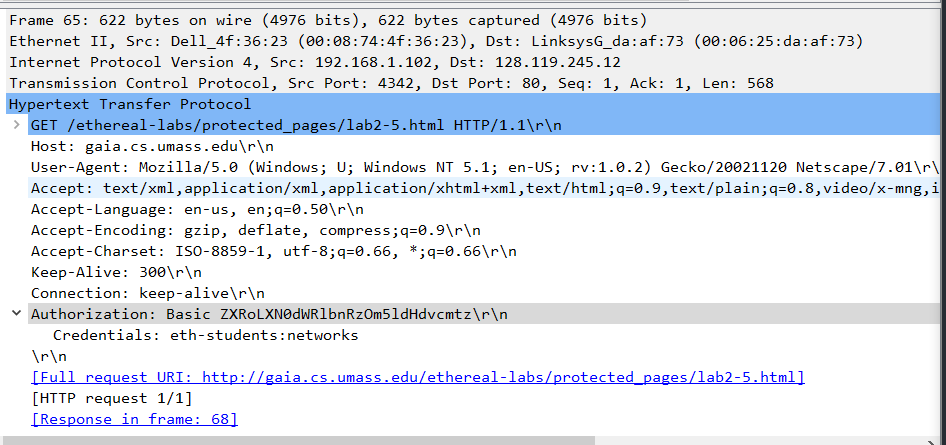 Frame 65: 622 bytes on wire (4976 bits), 622 bytes captured (4976 bits)
Ethernet II, Src: Dell_4f:36:23 (00:08:74:4f:36:23), Dst: LinksysG_da:af:73 (00:06:25:da:af:73)
Internet Protocol Version 4, Src: 192.168.1.102, Dst: 128.119.245.12
Transmission Control Protocol, Src Port: 4342, Dst Port: 80, Seq: 1, Ack: 1, Len: 568
Hypertext Transfer Protocol
GET /ethereal-labs/protected_pages/lab2-5.html HTTP/1.1\r\n
Host: gaia.cs.umass.edu\r\n
User-Agent: Mozilla/5.0 (Windows; U; Windows NT 5.1; en-US; rv:1.0.2) Gecko/20021120 Netscape/7.01\r\
Accept: text/xml,application/xml,application/xhtml+xml,text/html;q=0.9,text/plain;q=0.8,video/x-mng,i
Accept-Language: en-us, en;q=0.50\r\n
Accept-Encoding: gzip, deflate, compress;q=0.9\r\n
Accept-Charset: ISO-8859-1, utf-8;q=0.66, *;q=0.66\r\n
Keep-Alive: 300\r\n
Connection: keep-alive\r\n
Authorization: Basic ZXRoLXN0dWRlbnRzOm5ldHdvcmtz\r\n
Credentials: eth-students:networks
\r\n
[Full request URI: http://gaia.cs.umass.edu/ethereal-labs/protected_pages/lab2-5.html]
[HTTP request 1/1]
[Response in frame: 68]